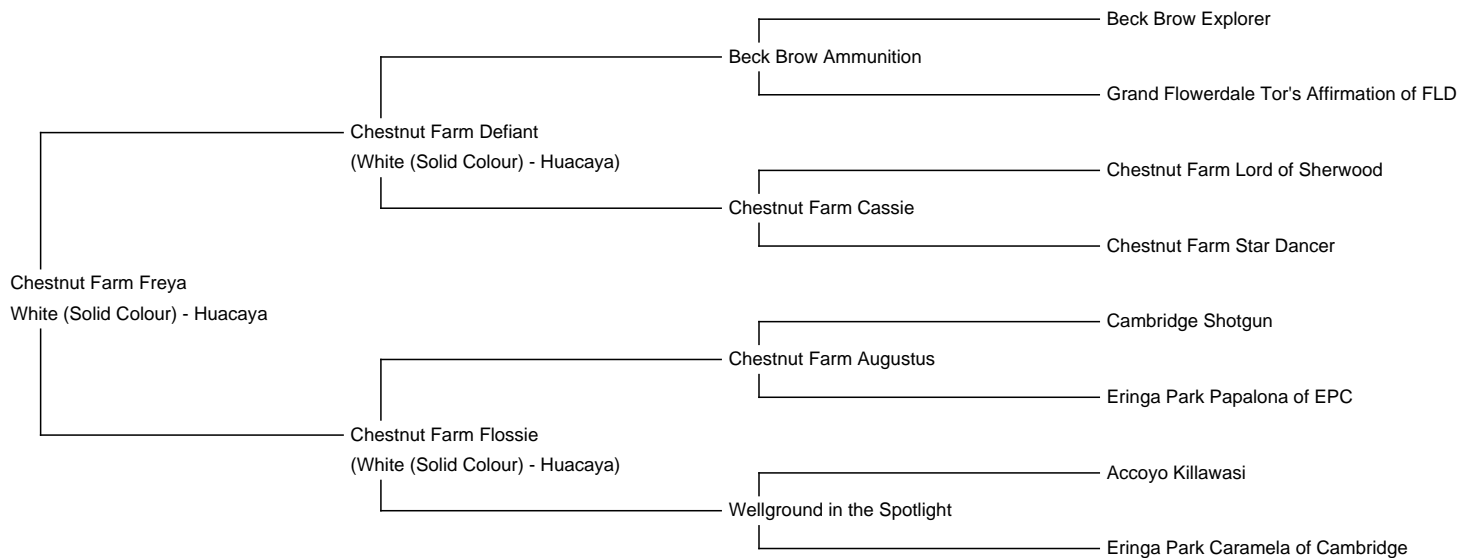 Beck Brow Explorer
Beck Brow Ammunition
Grand Flowerdale Tor's Affirmation of FLD
Chestnut Farm Defiant
(White (Solid Colour) - Huacaya)
Chestnut Farm Lord of Sherwood
Chestnut Farm Cassie
Chestnut Farm Star Dancer
Chestnut Farm Freya
White (Solid Colour) - Huacaya
Cambridge Shotgun
Chestnut Farm Augustus
Eringa Park Papalona of EPC
Chestnut Farm Flossie
(White (Solid Colour) - Huacaya)
Accoyo Killawasi
Wellground in the Spotlight
Eringa Park Caramela of Cambridge